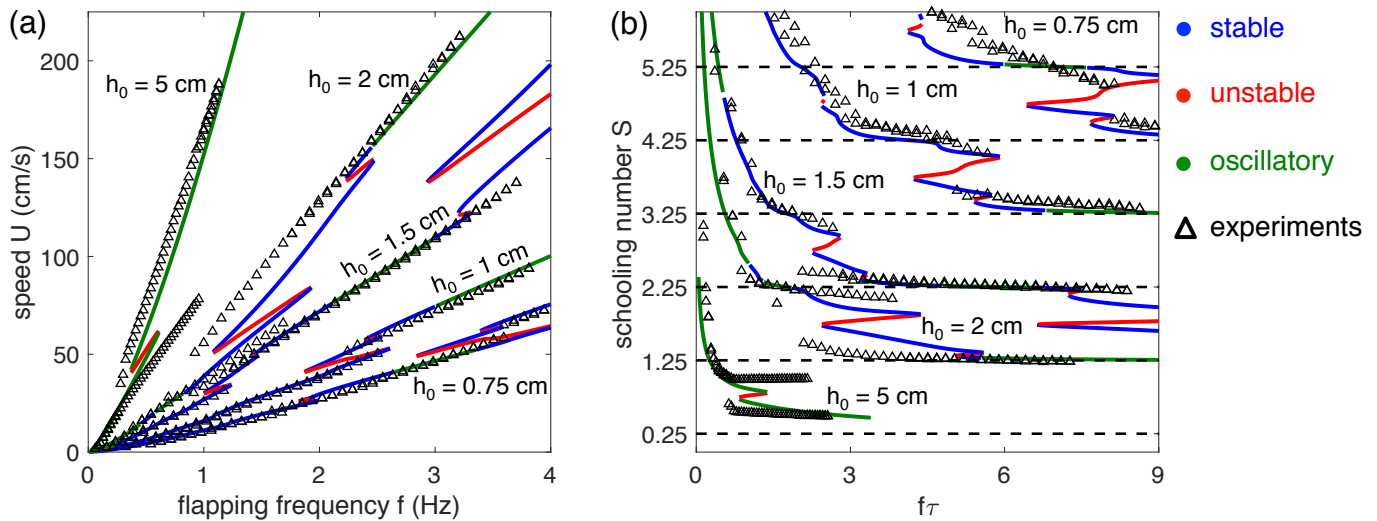 (a)
speed U (cm/s)
200
150
100
50
0
h0 = 5 cm
h0 = 2 cm
h0 = 1.5 cm
h0 = 1 cm
h0 = 0.75 cm
0 1 2 3 4
flapping frequency f (Hz)
(b)
schooling number S
5.25
4.25
3.25
2.25
1.25
0.25
h0 = 0.75 cm
h0 = 1 cm
h0 = 1.5 cm
h0 = 2 cm
h0 = 5 cm
0 3 6 9
fτ
stable
unstable
oscillatory
experiments